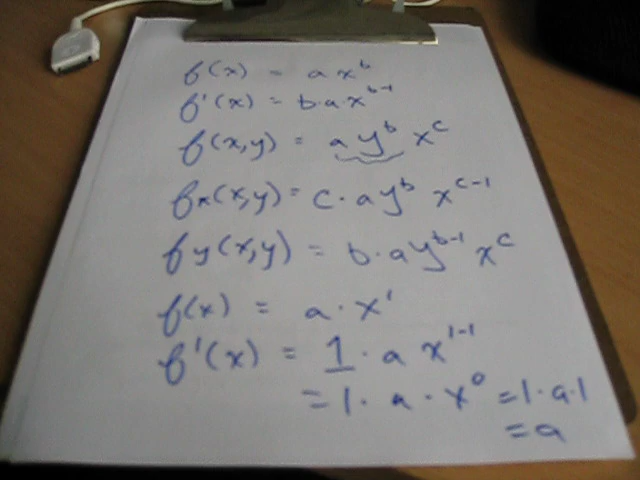 f(x) = a x^b
f'(x) = b·a x^{b-1}
f(x,y) = a y^b x^c
fx(x,y) = c · a y^b x^{c-1}
fy(x,y) = b · a y^{b-1} x^c
f(x) = a · x^1
f'(x) = 1 · a x^{1-1}
= 1 · a · x^0 = 1 · a · 1
= a